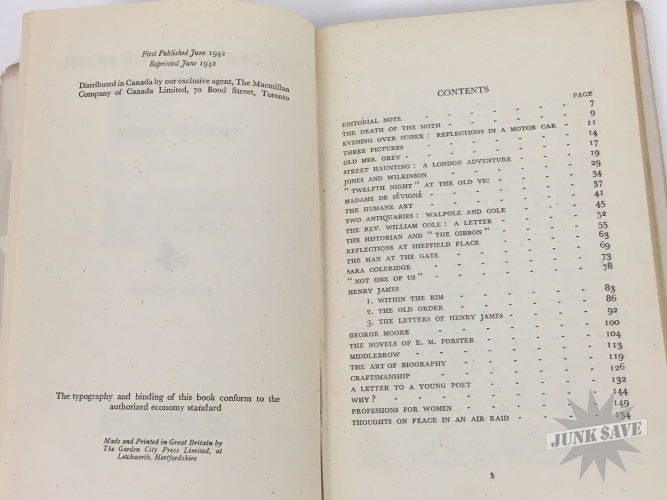 First Published June 1942
Reprinted June 1942
Distributed in Canada by our exclusive agent, The Macmillan
Company of Canada Limited, 70 Bond Street, Toronto
The typography and binding of this book conform to the
authorized economy standard
Made and Printed in Great Britain by
The Garden City Press Limited, at
Letchworth, Hertfordshire
CONTENTS
PAGE
EDITORIAL NOTE - 7
THE DEATH OF THE MOTH - 9
EVENING OVER SUSSEX: REFLECTIONS IN A MOTOR CAR - 11
THREE PICTURES - 14
OLD MRS. GREY - 17
STREET HAUNTING: A LONDON ADVENTURE - 19
JONES AND WILKINSON - 29
"TWELFTH NIGHT" AT THE OLD VIC - 34
MADAME DE SÉVIGNÉ - 37
THE HUMANE ART - 41
TWO ANTIQUARIES: WALPOLE AND COLE - 45
THE REV. WILLIAM COLE: A LETTER - 52
THE HISTORIAN AND "THE GIBBON" - 55
REFLECTIONS AT SHEFFIELD PLACE - 63
THE MAN AT THE GATE - 69
SARA COLERIDGE - 73
"NOT ONE OF US" - 78
HENRY JAMES
1. WITHIN THE RIM - 83
2. THE OLD ORDER - 86
3. THE LETTERS OF HENRY JAMES - 92
GEORGE MOORE - 100
THE NOVELS OF E. M. FORSTER - 104
MIDDLEBROW - 113
THE ART OF BIOGRAPHY - 119
CRAFTSMANSHIP - 126
A LETTER TO A YOUNG POET - 132
WHY? - 144
PROFESSIONS FOR WOMEN - 149
THOUGHTS ON PEACE IN AN AIR RAID - 154
5
JUNK SAVE